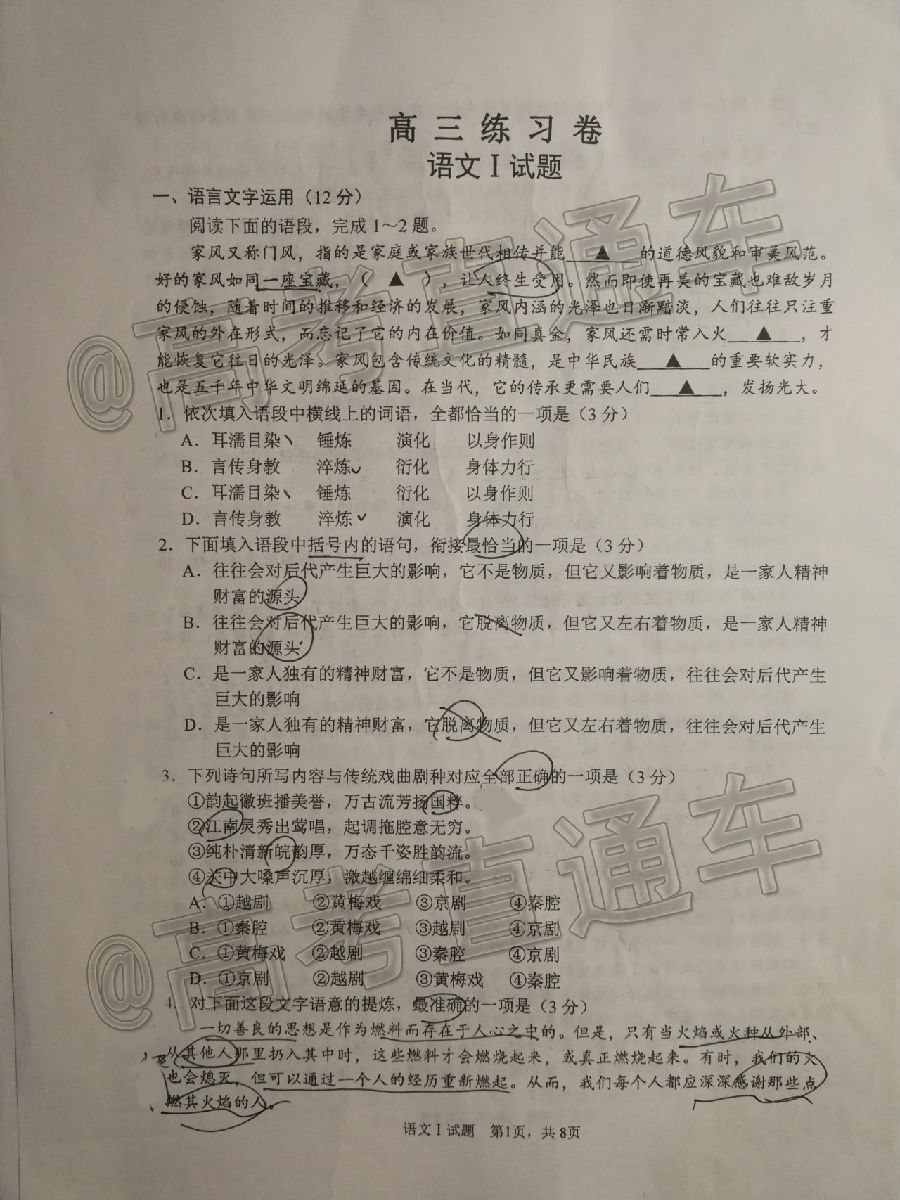 高三练习卷
语文Ⅰ试题
一、语言文字运用（12分）
阅读下面的语段，完成1～2题。
家风又称门风，指的是家庭或家族世代相传并能 ▲ 的道德风貌和审美风范。
好的家风如同一座宝藏，（ ▲ ），让人终生受用。然而即使再美的宝藏也难敌岁月
的侵蚀，随着时间的推移和经济的发展，家风内涵的光泽也日渐黯淡，人们往往只注重
家风的外在形式，而忘记了它的内在价值。如同真金，家风还需时常入火 ▲ ，才
能恢复它往日的光泽。家风包含传统文化的精髓，是中华民族 ▲ 的重要软实力，
也是五千年中华文明绵延的基因。在当代，它的传承更需要人们 ▲ ，发扬光大。
1．依次填入语段中横线上的词语，全都恰当的一项是（3分）
A．耳濡目染 锤炼 演化 以身作则
B．言传身教 淬炼 衍化 身体力行
C．耳濡目染 锤炼 衍化 以身作则
D．言传身教 淬炼 演化 身体力行
2．下面填入语段中括号内的语句，衔接最恰当的一项是（3分）
A．往往会对后代产生巨大的影响，它不是物质，但它又影响着物质，是一家人精神
财富的源头
B．往往会对后代产生巨大的影响，它脱离物质，但它又左右着物质，是一家人精神
财富的源头
C．是一家人独有的精神财富，它不是物质，但它又影响着物质，往往会对后代产生
巨大的影响
D．是一家人独有的精神财富，它脱离物质，但它又左右着物质，往往会对后代产生
巨大的影响
3．下列诗句所写内容与传统戏曲剧种对应全部正确的一项是（3分）
①韵起徽班播美誉，万古流芳扬国粹。
②江南灵秀出莺唱，起调拖腔意无穷。
③纯朴清新皖韵厚，万态千姿胜韵流。
④关中大嗓声沉厚，激越缠绵细柔和。
A．①越剧 ②黄梅戏 ③京剧 ④秦腔
B．①秦腔 ②黄梅戏 ③越剧 ④京剧
C．①黄梅戏 ②越剧 ③秦腔 ④京剧
D．①京剧 ②越剧 ③黄梅戏 ④秦腔
4．对下面这段文字语意的提炼，最准确的一项是（3分）
一切善良的思想是作为燃料而存在于人心之中的。但是，只有当火焰或火种从外部、
从其他人那里扔入其中时，这些燃料才会燃烧起来，或真正燃烧起来。有时，我们的火
也会熄灭，但可以通过一个人的经历重新燃起。从而，我们每个人都应深深感谢那些点
燃其火焰的人。
语文Ⅰ试题 第1页，共8页
@高考直通车
@高考直通车